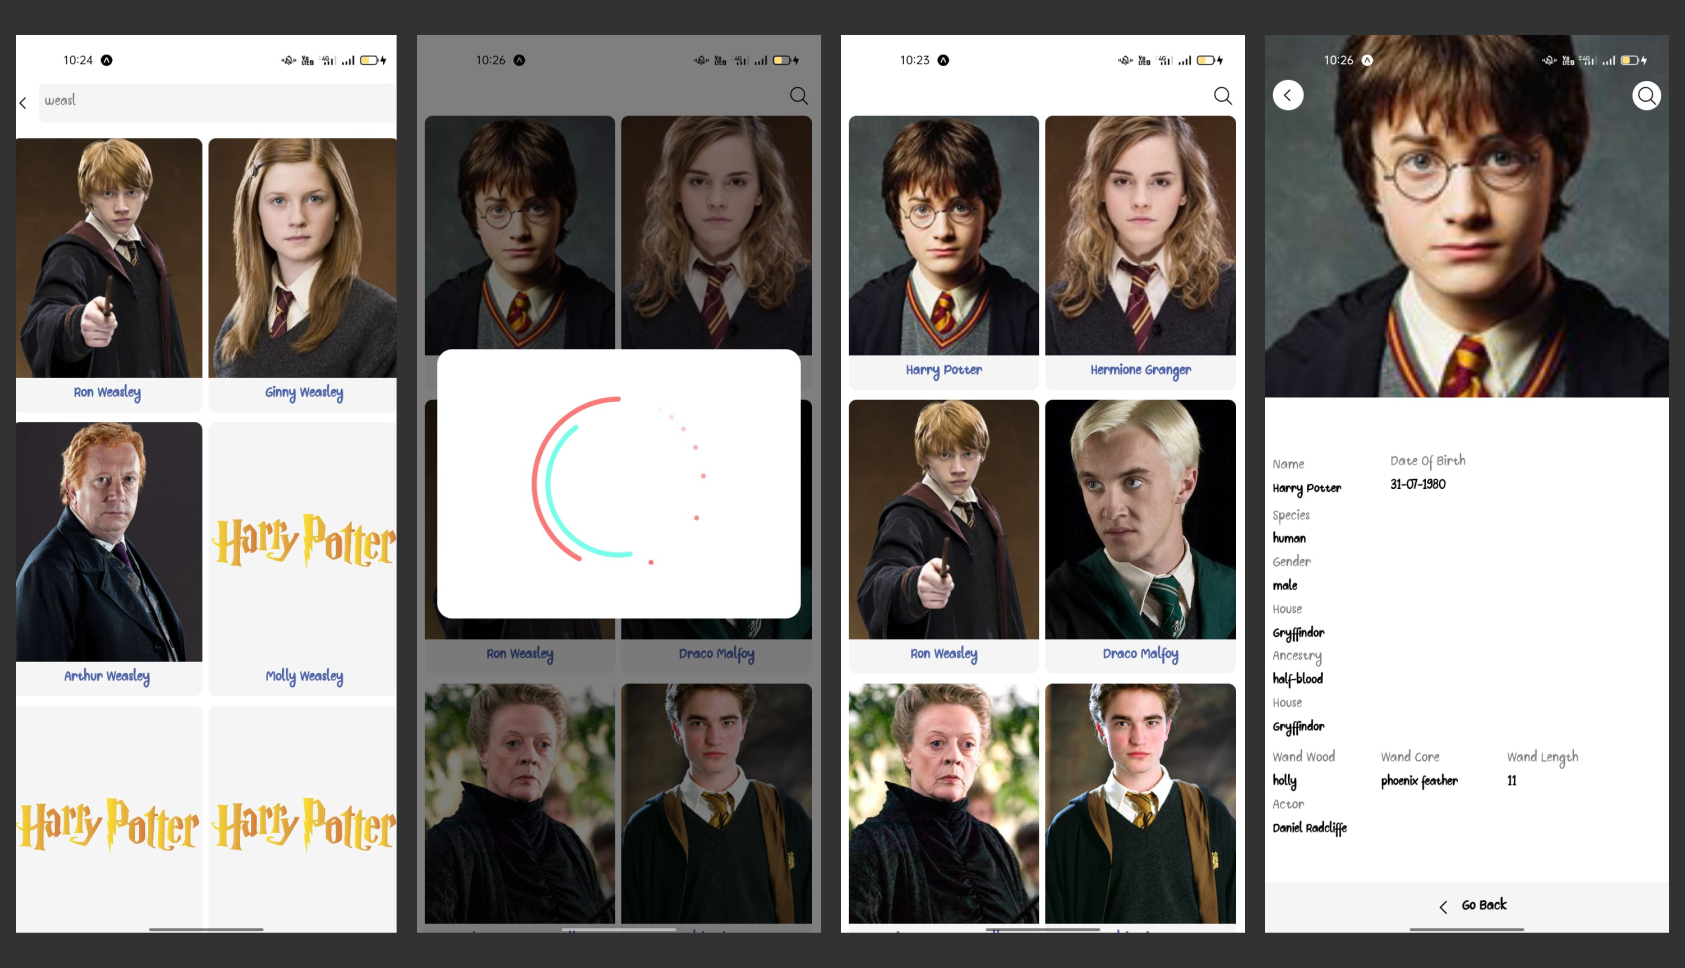 10:24
weasl
Ron Weasley
Ginny Weasley
Arthur Weasley
Molly Weasley
Harry Potter
Harry Potter
Harry Potter
10:26
Ron Weasley
Draco Malfoy
10:23
Harry Potter
Hermione Granger
Ron Weasley
Draco Malfoy
10:26
Name
Date Of Birth
Harry Potter
31-07-1980
Species
human
Gender
male
House
Gryffindor
Ancestry
half-blood
House
Gryffindor
Wand Wood
Wand Core
Wand Length
holly
phoenix feather
11
Actor
Daniel Radcliffe
Go Back